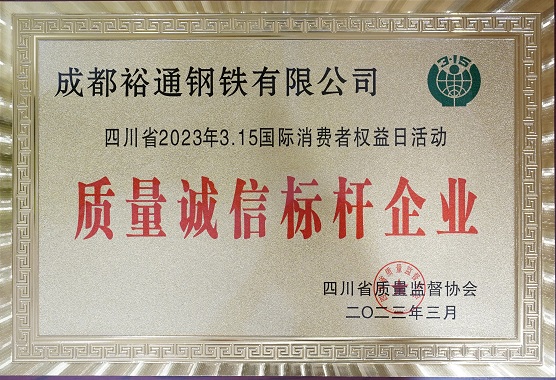 成都裕通钢铁有限公司
3·15
四川省2023年3.15国际消费者权益日活动
质量诚信标杆企业
四川省质量监督协会
二〇二三年三月